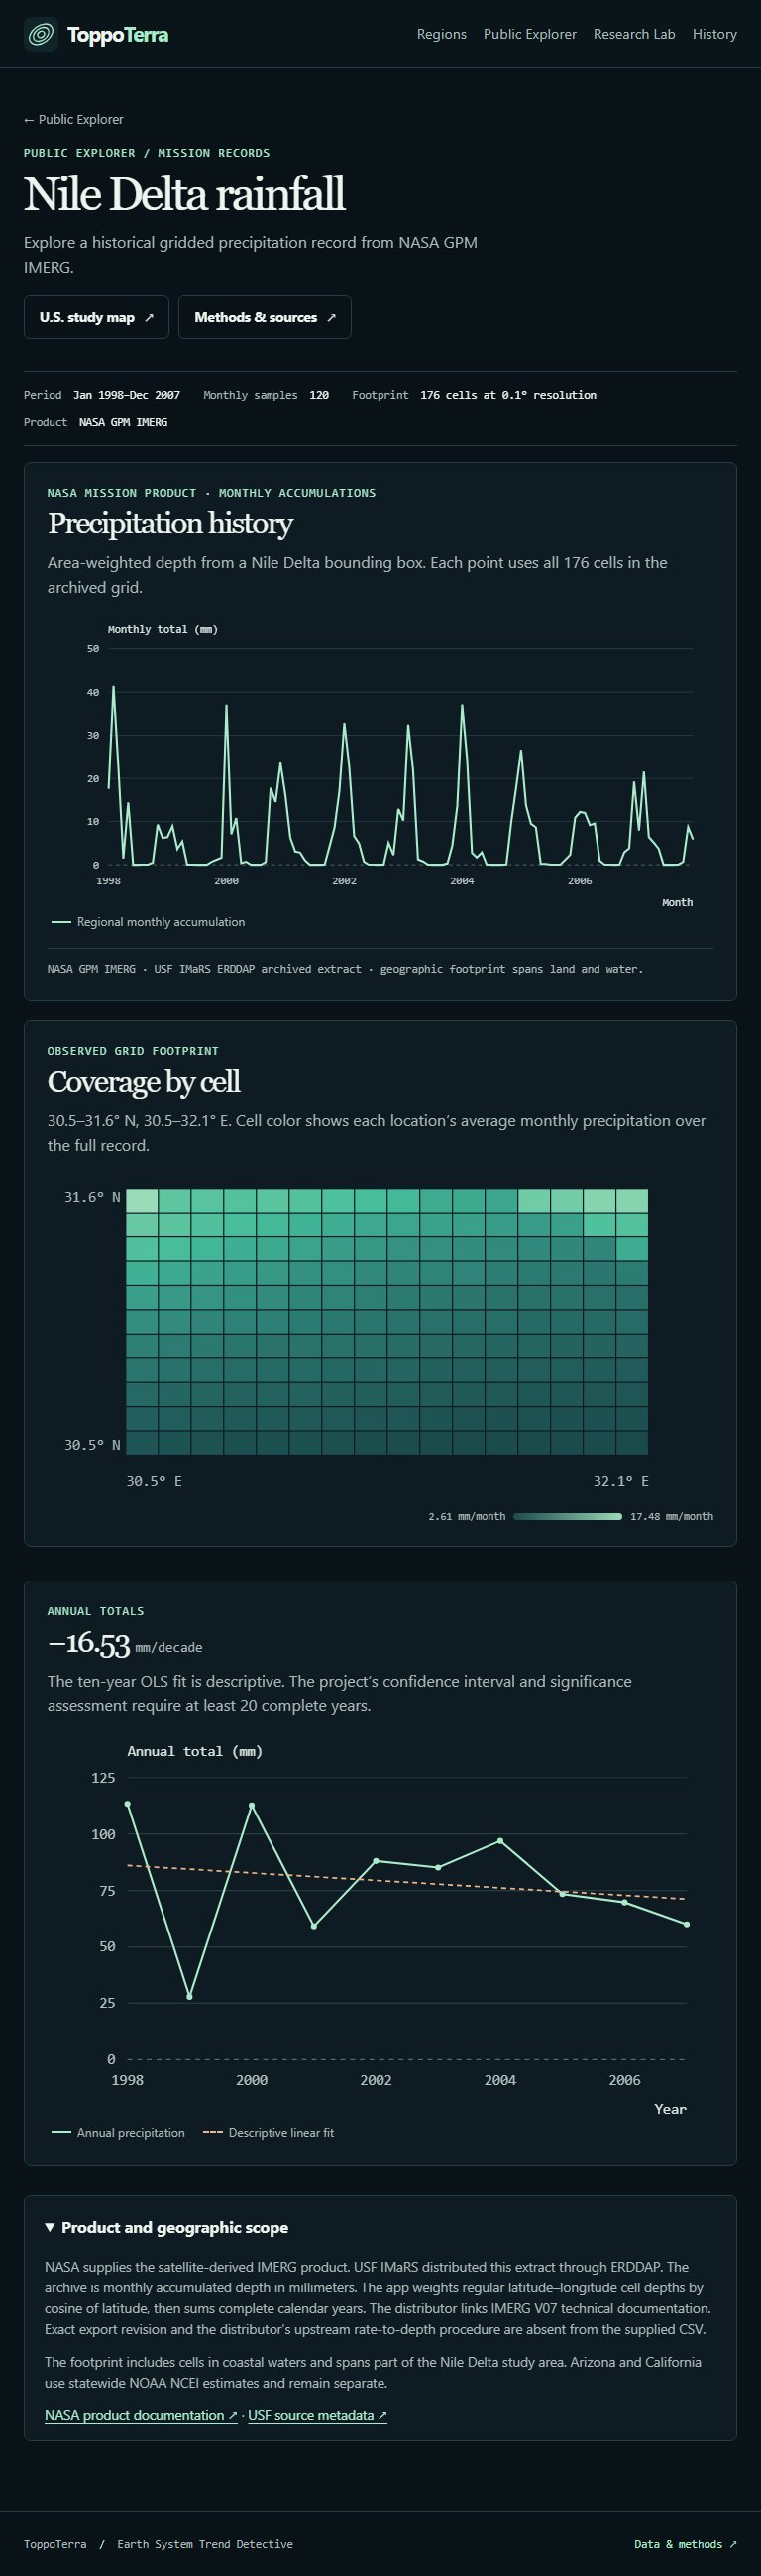 ToppoTerra
Regions Public Explorer Research Lab History
← Public Explorer
PUBLIC EXPLORER / MISSION RECORDS
Nile Delta rainfall
Explore a historical gridded precipitation record from NASA GPM
IMERG.
U.S. study map ↗ Methods & sources ↗
Period Jan 1998–Dec 2007 Monthly samples 120 Footprint 176 cells at 0.1° resolution
Product NASA GPM IMERG
NASA MISSION PRODUCT · MONTHLY ACCUMULATIONS
Precipitation history
Area-weighted depth from a Nile Delta bounding box. Each point uses all 176 cells in the
archived grid.
Monthly total (mm)
50
40
30
20
10
0
1998 2000 2002 2004 2006
Month
Regional monthly accumulation
NASA GPM IMERG · USF IMaRS ERDDAP archived extract · geographic footprint spans land and water.
OBSERVED GRID FOOTPRINT
Coverage by cell
30.5–31.6° N, 30.5–32.1° E. Cell color shows each location’s average monthly precipitation over
the full record.
31.6° N
30.5° N
30.5° E 32.1° E
2.61 mm/month 17.48 mm/month
ANNUAL TOTALS
−16.53 mm/decade
The ten-year OLS fit is descriptive. The project’s confidence interval and significance
assessment require at least 20 complete years.
Annual total (mm)
125
100
75
50
25
0
1998 2000 2002 2004 2006
Year
Annual precipitation Descriptive linear fit
▼ Product and geographic scope
NASA supplies the satellite-derived IMERG product. USF IMaRS distributed this extract through ERDDAP. The
archive is monthly accumulated depth in millimeters. The app weights regular latitude–longitude cell depths by
cosine of latitude, then sums complete calendar years. The distributor links IMERG V07 technical documentation.
Exact export revision and the distributor’s upstream rate-to-depth procedure are absent from the supplied CSV.
The footprint includes cells in coastal waters and spans part of the Nile Delta study area. Arizona and California
use statewide NOAA NCEI estimates and remain separate.
NASA product documentation ↗ · USF source metadata ↗
ToppoTerra / Earth System Trend Detective Data & methods ↗